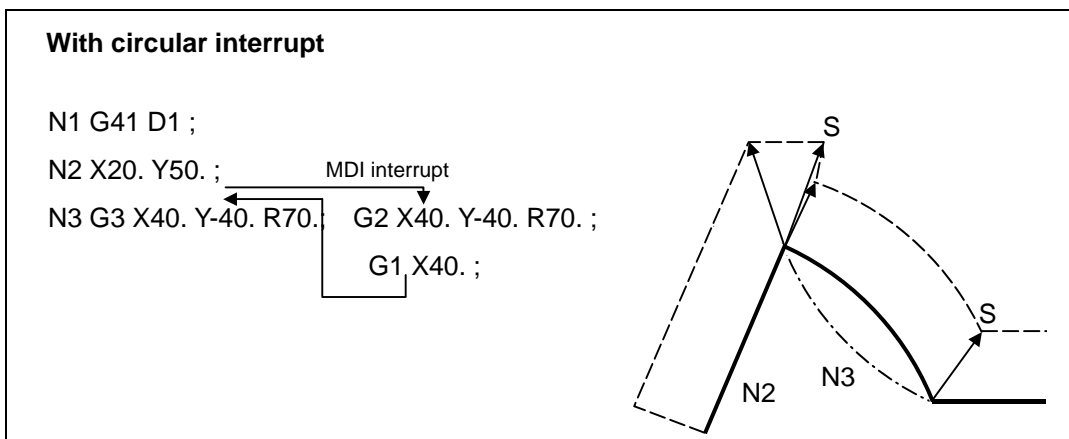 With circular interrupt
N1 G41 D1 ;
N2 X20. Y50. ;
MDI interrupt
N3 G3 X40. Y-40. R70.;
G2 X40. Y-40. R70. ;
G1 X40. ;
S
S
N3
N2